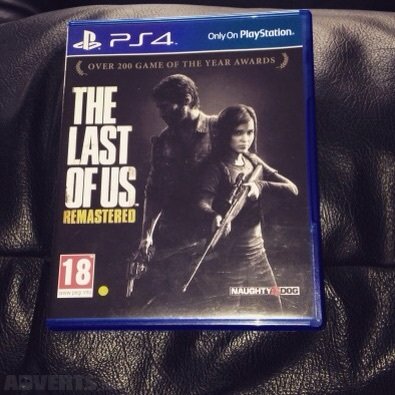 PS4
Only On PlayStation.
OVER 200 GAME OF THE YEAR AWARDS
THE
LAST
OF US
REMASTERED
18
NAUGHTY DOG
ADVERTS